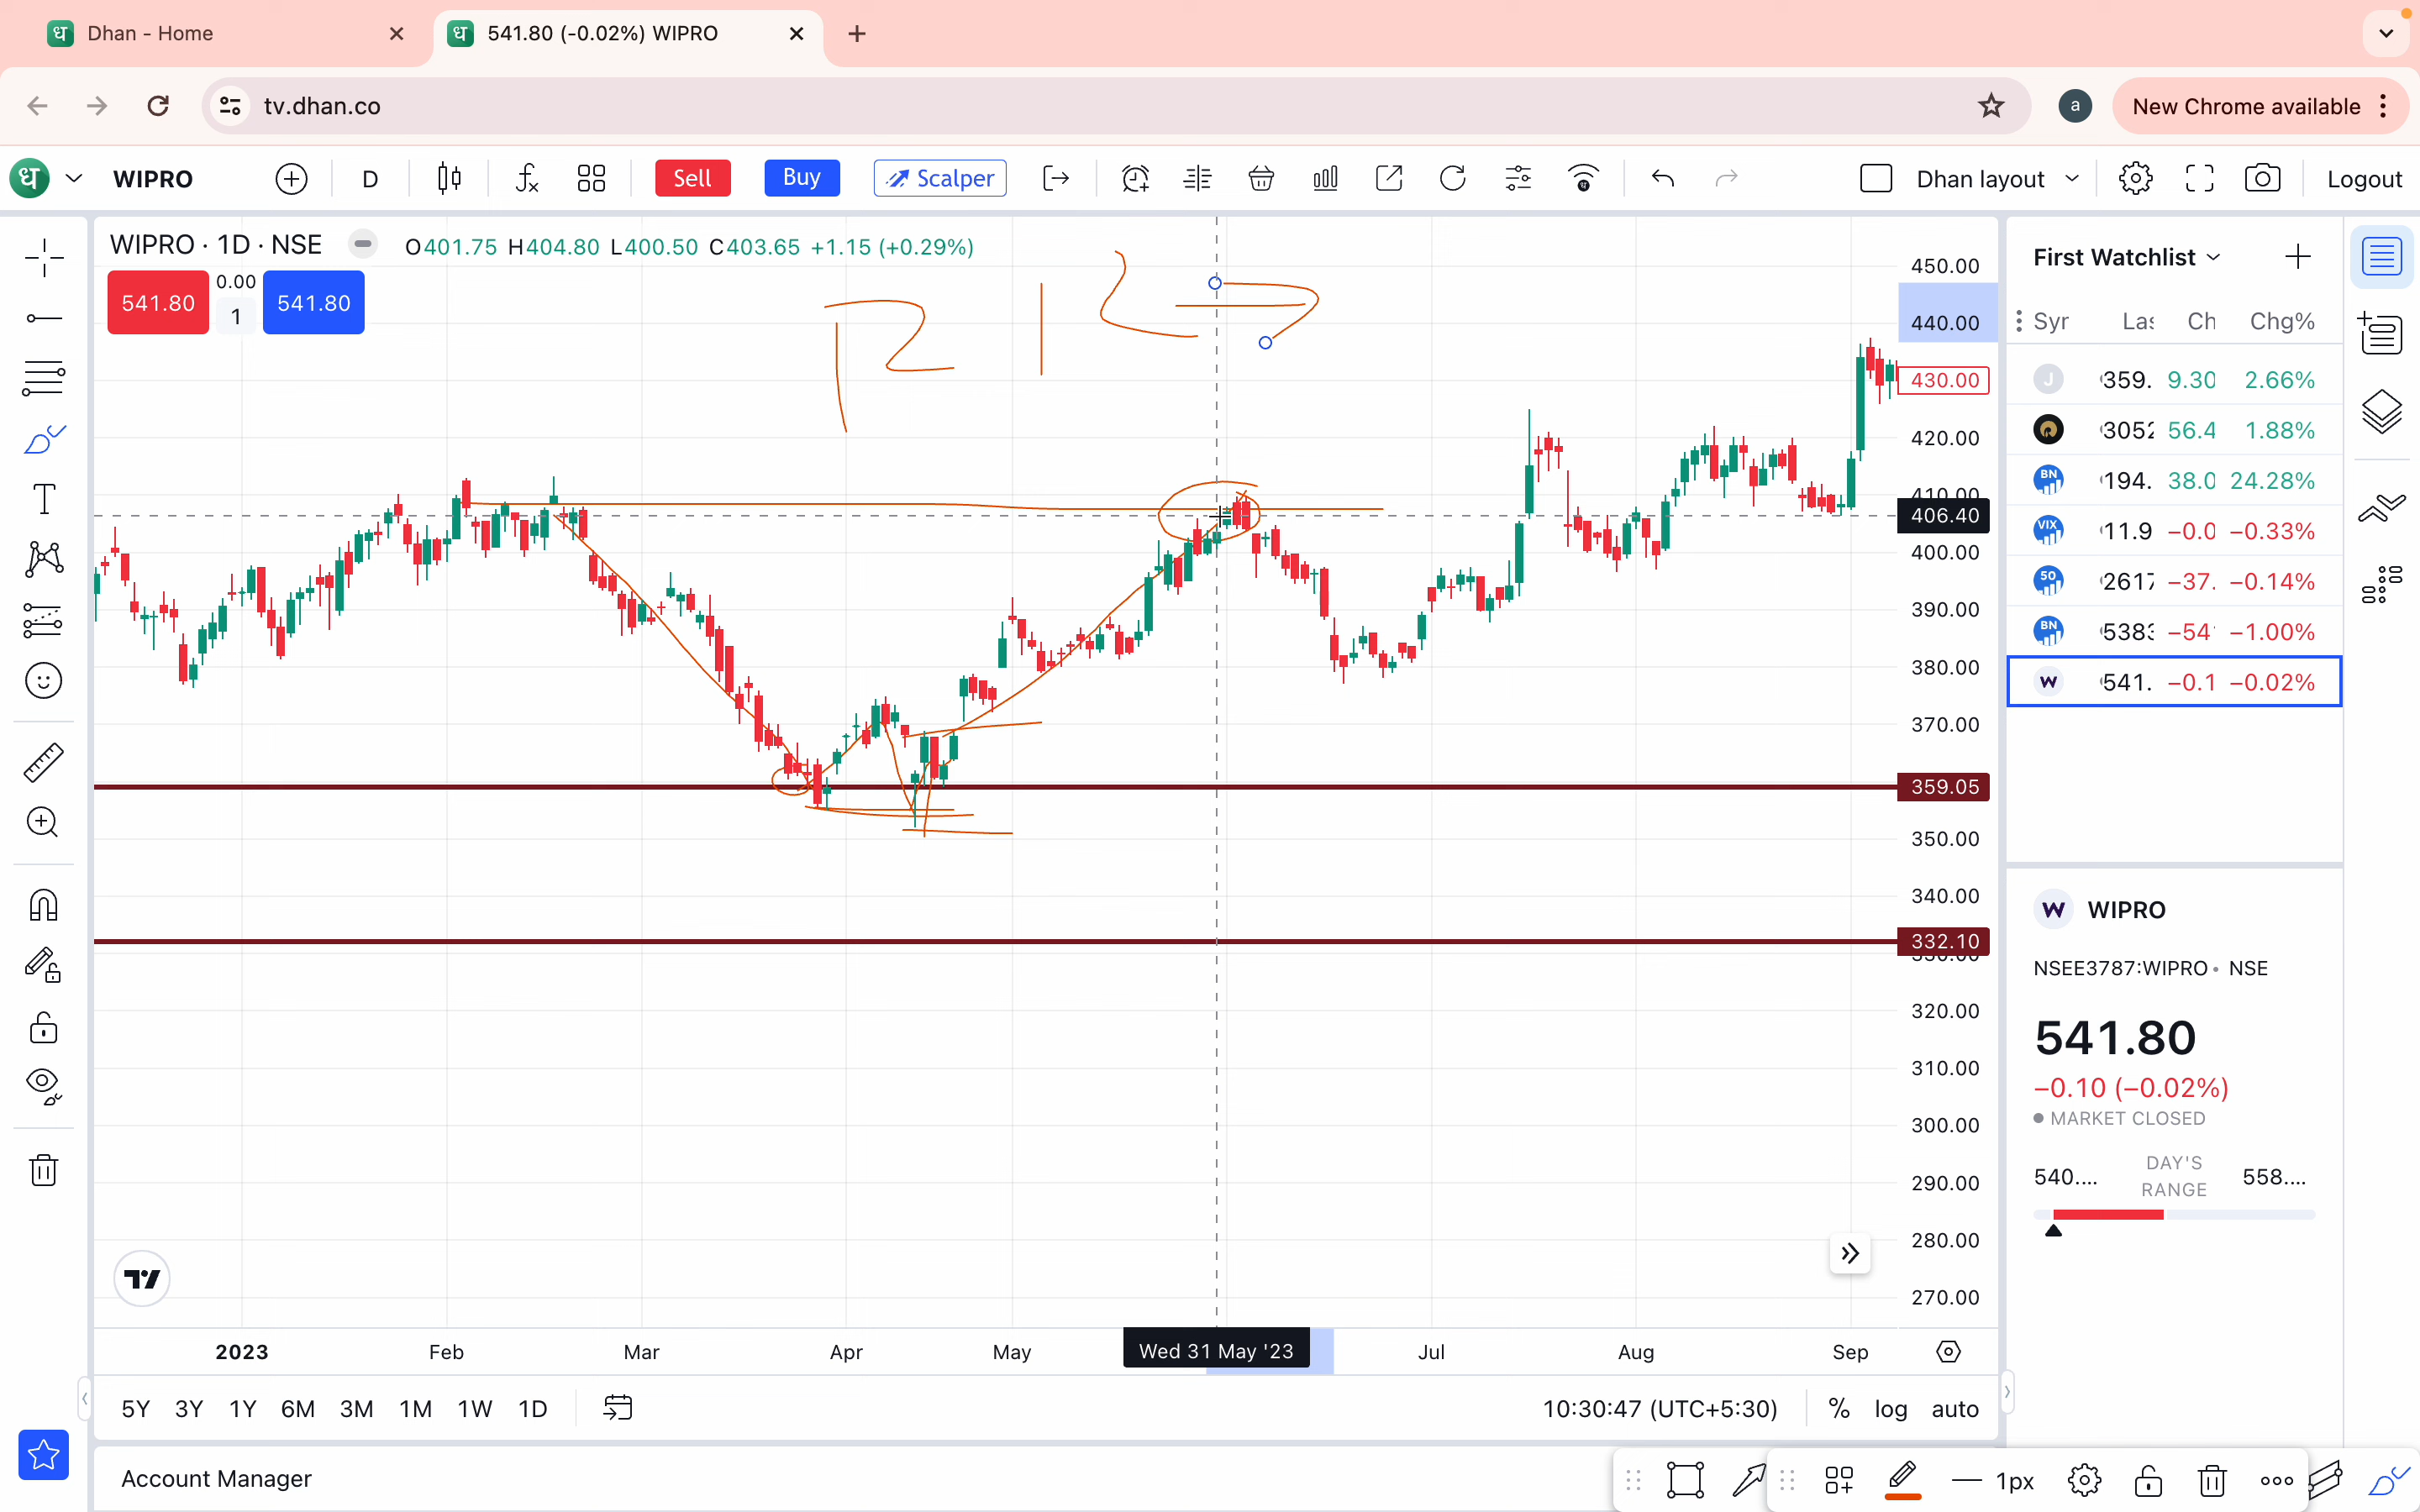 Dhan - Home
541.80 (-0.02%) WIPRO
tv.dhan.co
a
New Chrome available
ध
WIPRO
D
Sell
Buy
Scalper
Dhan layout
Logout
WIPRO · 1D · NSE
O401.75 H404.80 L400.50 C403.65 +1.15 (+0.29%)
541.80
0.00
1
541.80
450.00
440.00
430.00
420.00
410.00
406.40
400.00
390.00
380.00
370.00
359.05
350.00
340.00
332.10
320.00
310.00
300.00
290.00
280.00
270.00
2023
Feb
Mar
Apr
May
Wed 31 May '23
Jul
Aug
Sep
5Y 3Y 1Y 6M 3M 1M 1W 1D
10:30:47 (UTC+5:30)
% log auto
Account Manager
First Watchlist
Chg%
J 359. 9.30 2.66%
56.4 1.88%
BN 194. 38.0 24.28%
VIX 11.9 −0.0 −0.33%
50 2617 −37. −0.14%
BN −1.00%
W 541. −0.1 −0.02%
W WIPRO
NSEE3787:WIPRO • NSE
541.80
−0.10 (−0.02%)
MARKET CLOSED
540....
DAY'S
RANGE
558....
1px